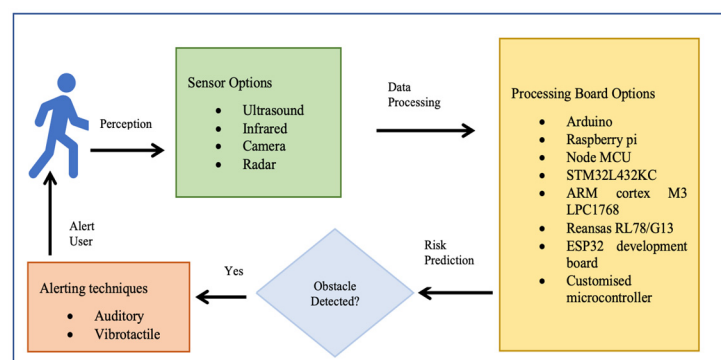 Perception
Sensor Options
• Ultrasound
• Infrared
• Camera
• Radar
Data
Processing
Processing Board Options
• Arduino
• Raspberry pi
• Node MCU
• STM32L432KC
• ARM cortex M3
LPC1768
• Reansas RL78/G13
• ESP32 development
board
• Customised
microcontroller
Risk
Prediction
Obstacle
Detected?
Yes
Alerting techniques
• Auditory
• Vibrotactile
Alert
User